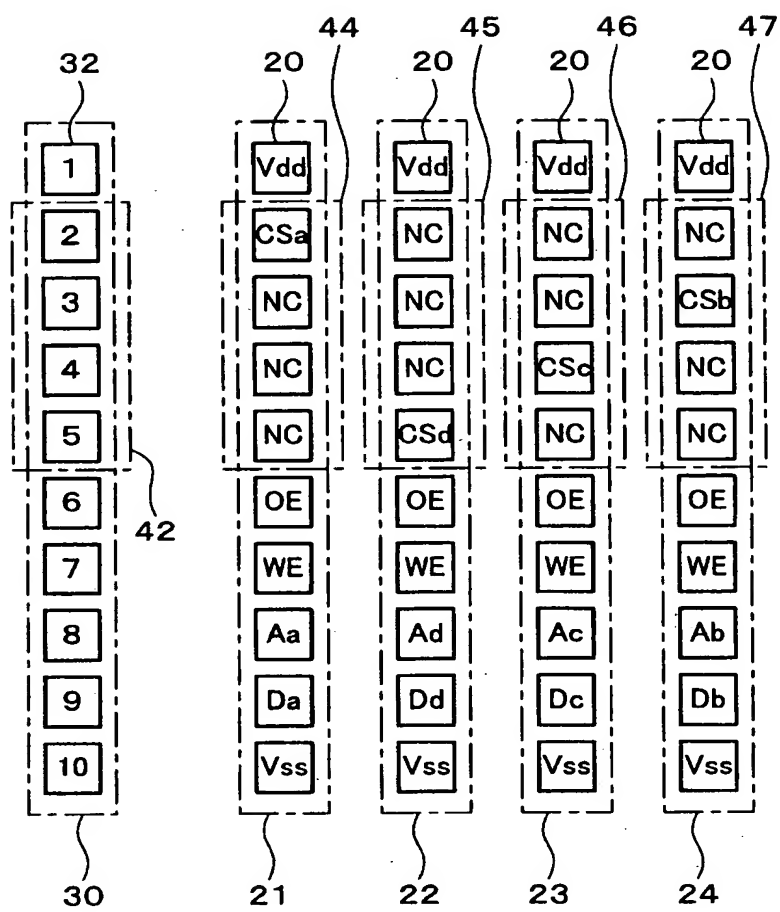 44 45 46 47
32 20 20 20 20
1 Vdd Vdd Vdd Vdd
2 CSa NC NC NC
3 NC NC NC CSb
4 NC NC CSc NC
5 NC CSd NC NC
6 OE OE OE OE
42
7 WE WE WE WE
8 Aa Ad Ac Ab
9 Da Dd Dc Db
10 Vss Vss Vss Vss
30 21 22 23 24